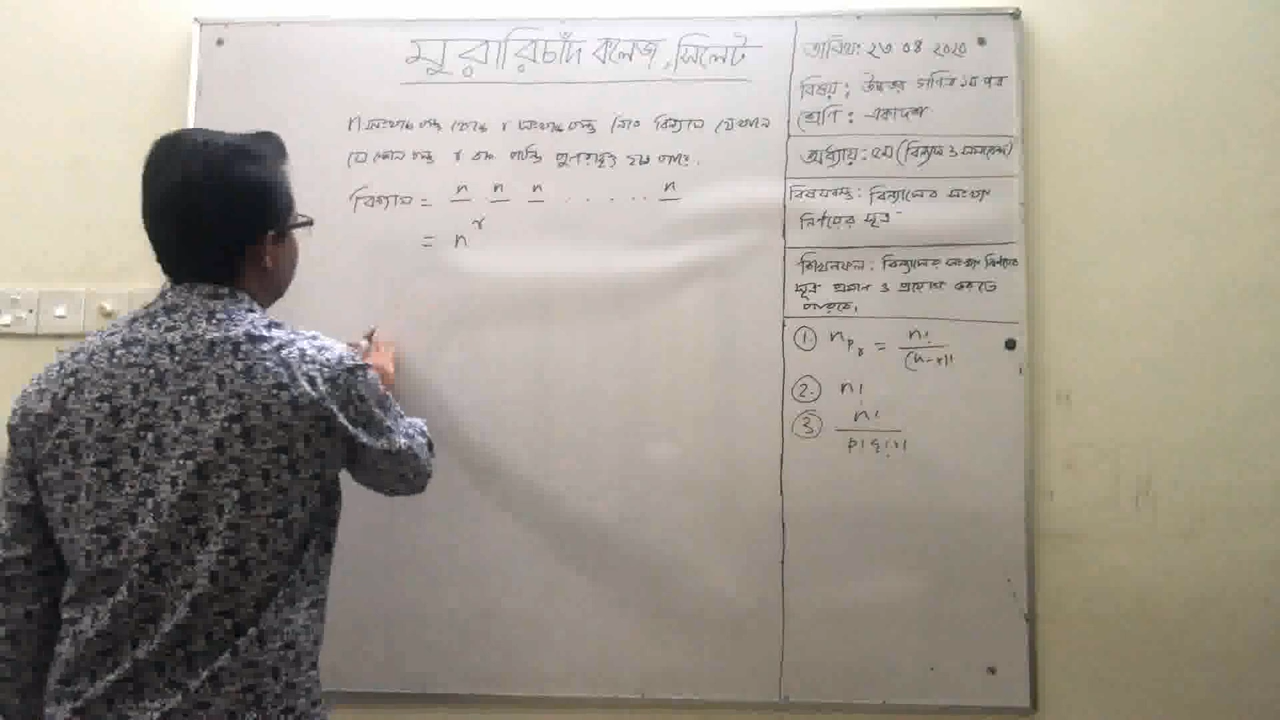 মুরারিচাঁদ কলেজ, সিলেট
n সংখ্যক বস্তু থেকে r সংখ্যক বস্তু নিয়ে বিন্যাস যেখানে
যে কোন বস্তু r বার পর্যন্ত পুনরাবৃত্ত হতে পারে.
বিন্যাস = n n n . . . . . n
= n^r
তারিখ: ২৩ 04 ২০২০
বিষয়: উচ্চতর গণিত ১ম পত্র
শ্রেণি: একাদশ
অধ্যায়: ৫ম (বিন্যাস ও সমাবেশ)
বিষয়বস্তু: বিন্যাসের সংখ্যা
নির্ণয়ের সূত্র
শিখনফল: বিন্যাসের সংখ্যা নির্ণয়ের
সূত্র প্রমাণ ও প্রয়োগ করতে
পারবে।
① nPr = n! / (n-r)!
② n!
③ n! / p! q! r!